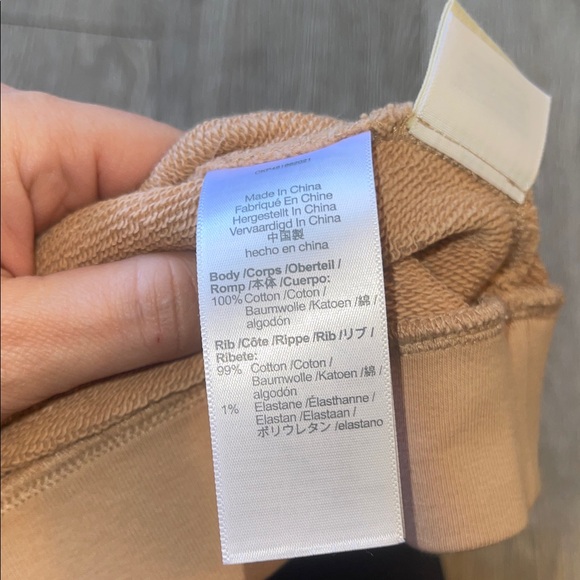 Made In China
Fabriqué En Chine
Hergestellt In China
Vervaardigd In China
中国製
hecho en china
Body /Corps /Oberteil /
Romp /本体 /Cuerpo:
100% Cotton /Coton /
Baumwolle /Katoen /綿 /
algodón
Rib /Côte /Rippe /Rib /リブ /
Ribete:
99% Cotton /Coton /
Baumwolle /Katoen /綿 /
algodón
1% Elastane /Élasthanne /
Elastan /Elastaan /
ポリウレタン /elastano